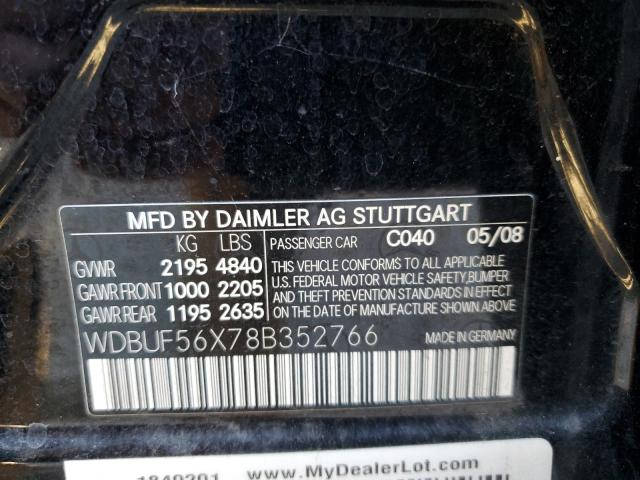 MFD BY DAIMLER AG STUTTGART
KG LBS PASSENGER CAR C040 05/08
GVWR 2195 4840 THIS VEHICLE CONFORMS TO ALL APPLICABLE
GAWR FRONT 1000 2205 U.S. FEDERAL MOTOR VEHICLE SAFETY, BUMPER
AND THEFT PREVENTION STANDARDS IN EFFECT
GAWR REAR 1195 2635 ON THE DATE OF MANUFACTURE SHOWN ABOVE.
WDBUF56X78B352766 MADE IN GERMANY
www.MyDealerLot.com